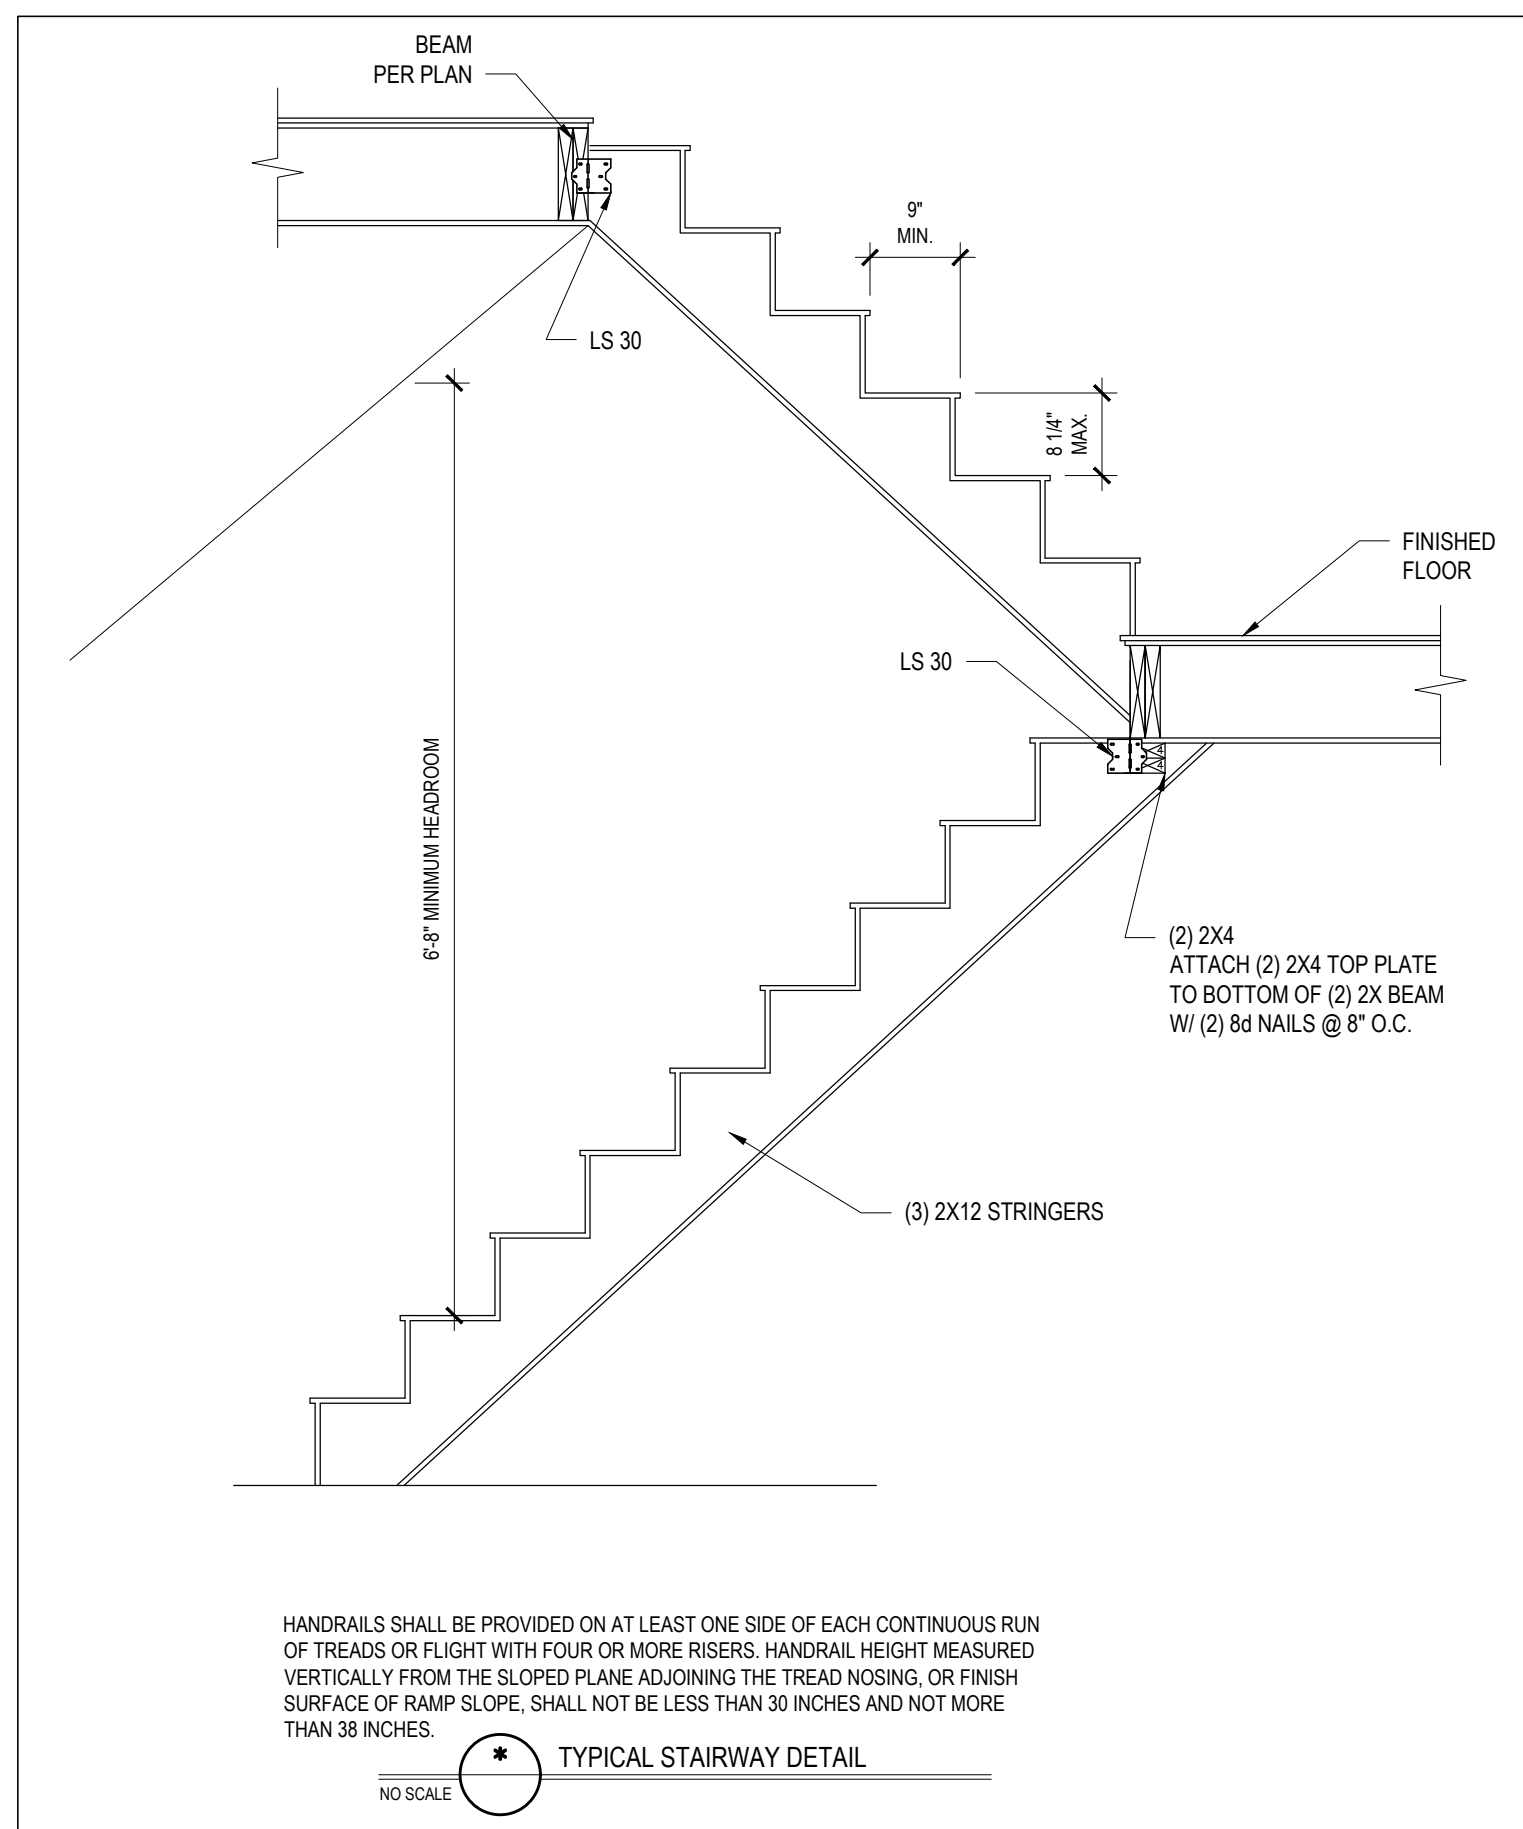 BEAM
PER PLAN
9"
MIN.
LS 30
8 1/4"
MAX.
FINISHED
FLOOR
LS 30
4
4
6'-8" MINIMUM HEADROOM
(2) 2X4
ATTACH (2) 2X4 TOP PLATE
TO BOTTOM OF (2) 2X BEAM
W/ (2) 8d NAILS @ 8" O.C.
(3) 2X12 STRINGERS
HANDRAILS SHALL BE PROVIDED ON AT LEAST ONE SIDE OF EACH CONTINUOUS RUN
OF TREADS OR FLIGHT WITH FOUR OR MORE RISERS. HANDRAIL HEIGHT MEASURED
VERTICALLY FROM THE SLOPED PLANE ADJOINING THE TREAD NOSING, OR FINISH
SURFACE OF RAMP SLOPE, SHALL NOT BE LESS THAN 30 INCHES AND NOT MORE
THAN 38 INCHES.
* TYPICAL STAIRWAY DETAIL
NO SCALE